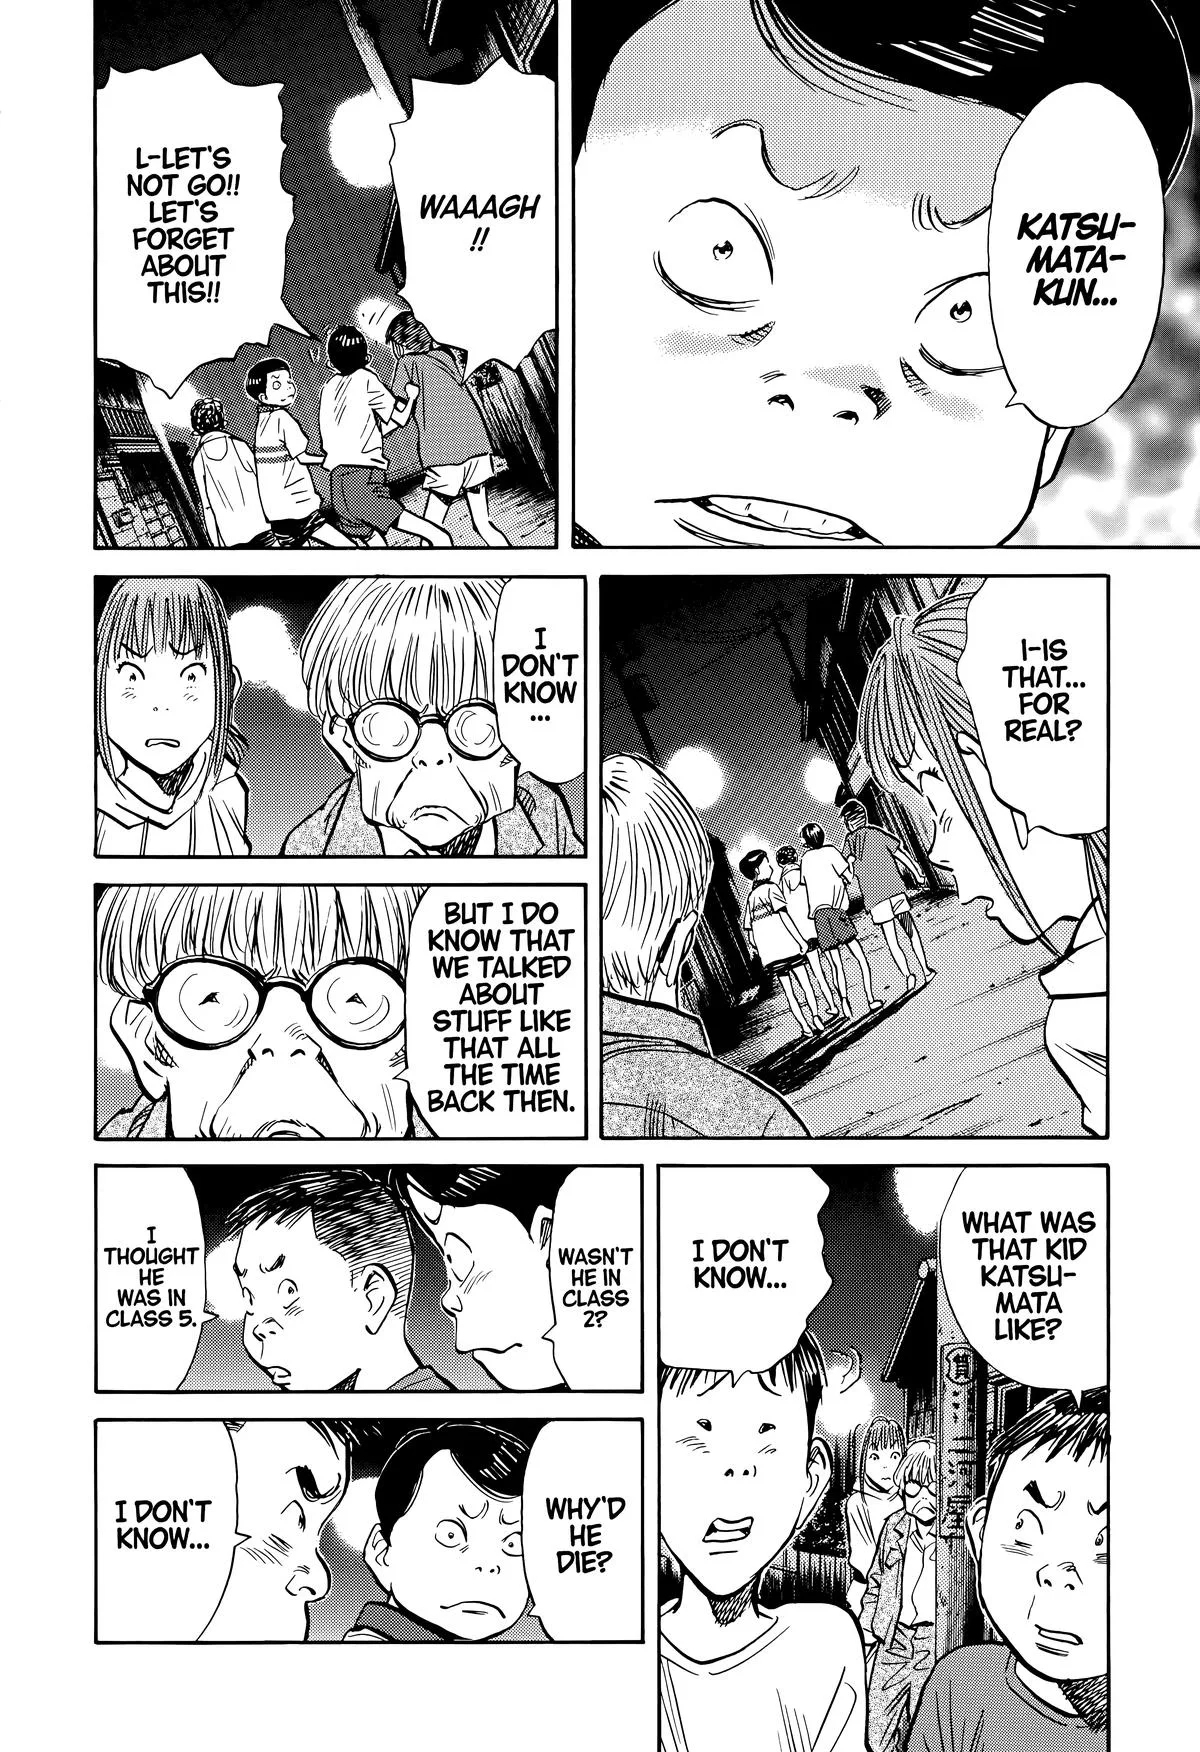 KATSU-
MATA-
KUN...
WAAAGH
!!
L-LET'S
NOT GO!!
LET'S
FORGET
ABOUT
THIS!!
I-IS
THAT...
FOR
REAL?
I
DON'T
KNOW
...
BUT I DO
KNOW THAT
WE TALKED
ABOUT
STUFF LIKE
THAT ALL
THE TIME
BACK THEN.
WHAT WAS
THAT KID
KATSU-
MATA
LIKE?
I DON'T
KNOW...
WASN'T
HE IN
CLASS
2?
I
THOUGHT
HE
WAS IN
CLASS 5.
WHY'D
HE
DIE?
I DON'T
KNOW...